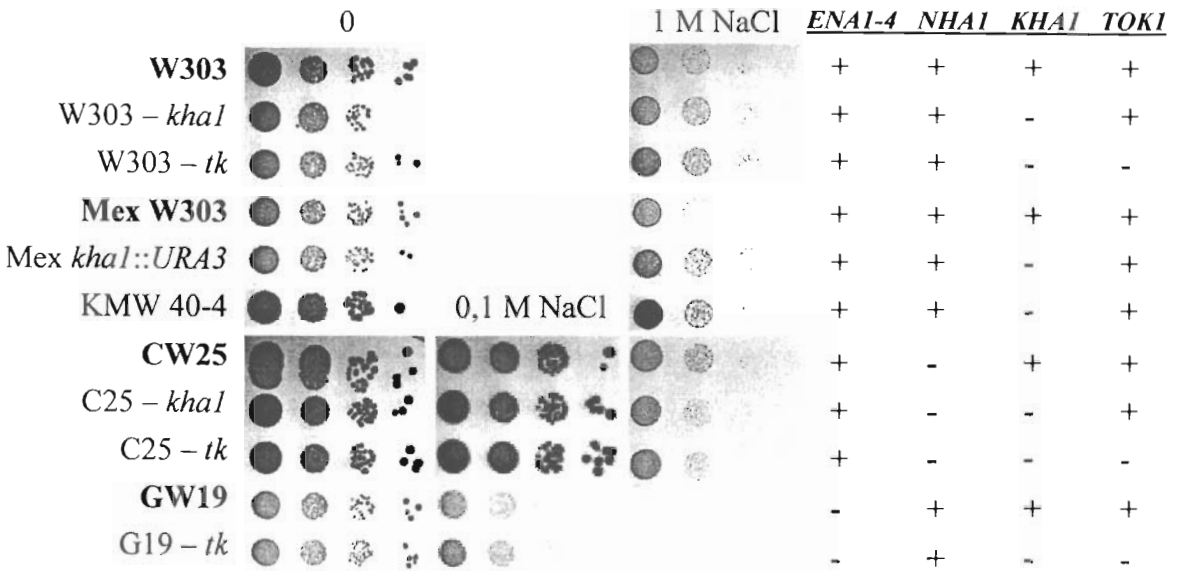 0 1 M NaCl ENA1-4 NHA1 KHA1 TOK1
W303 + + + +
W303 – kha1 + + - +
W303 – tk + + - -
Mex W303 + + + +
Mex kha1::URA3 + + - +
KMW 40-4 0,1 M NaCl + + - +
CW25 + - + +
C25 – kha1 + - - +
C25 – tk + - - -
GW19 - + + +
G19 – tk - + - -